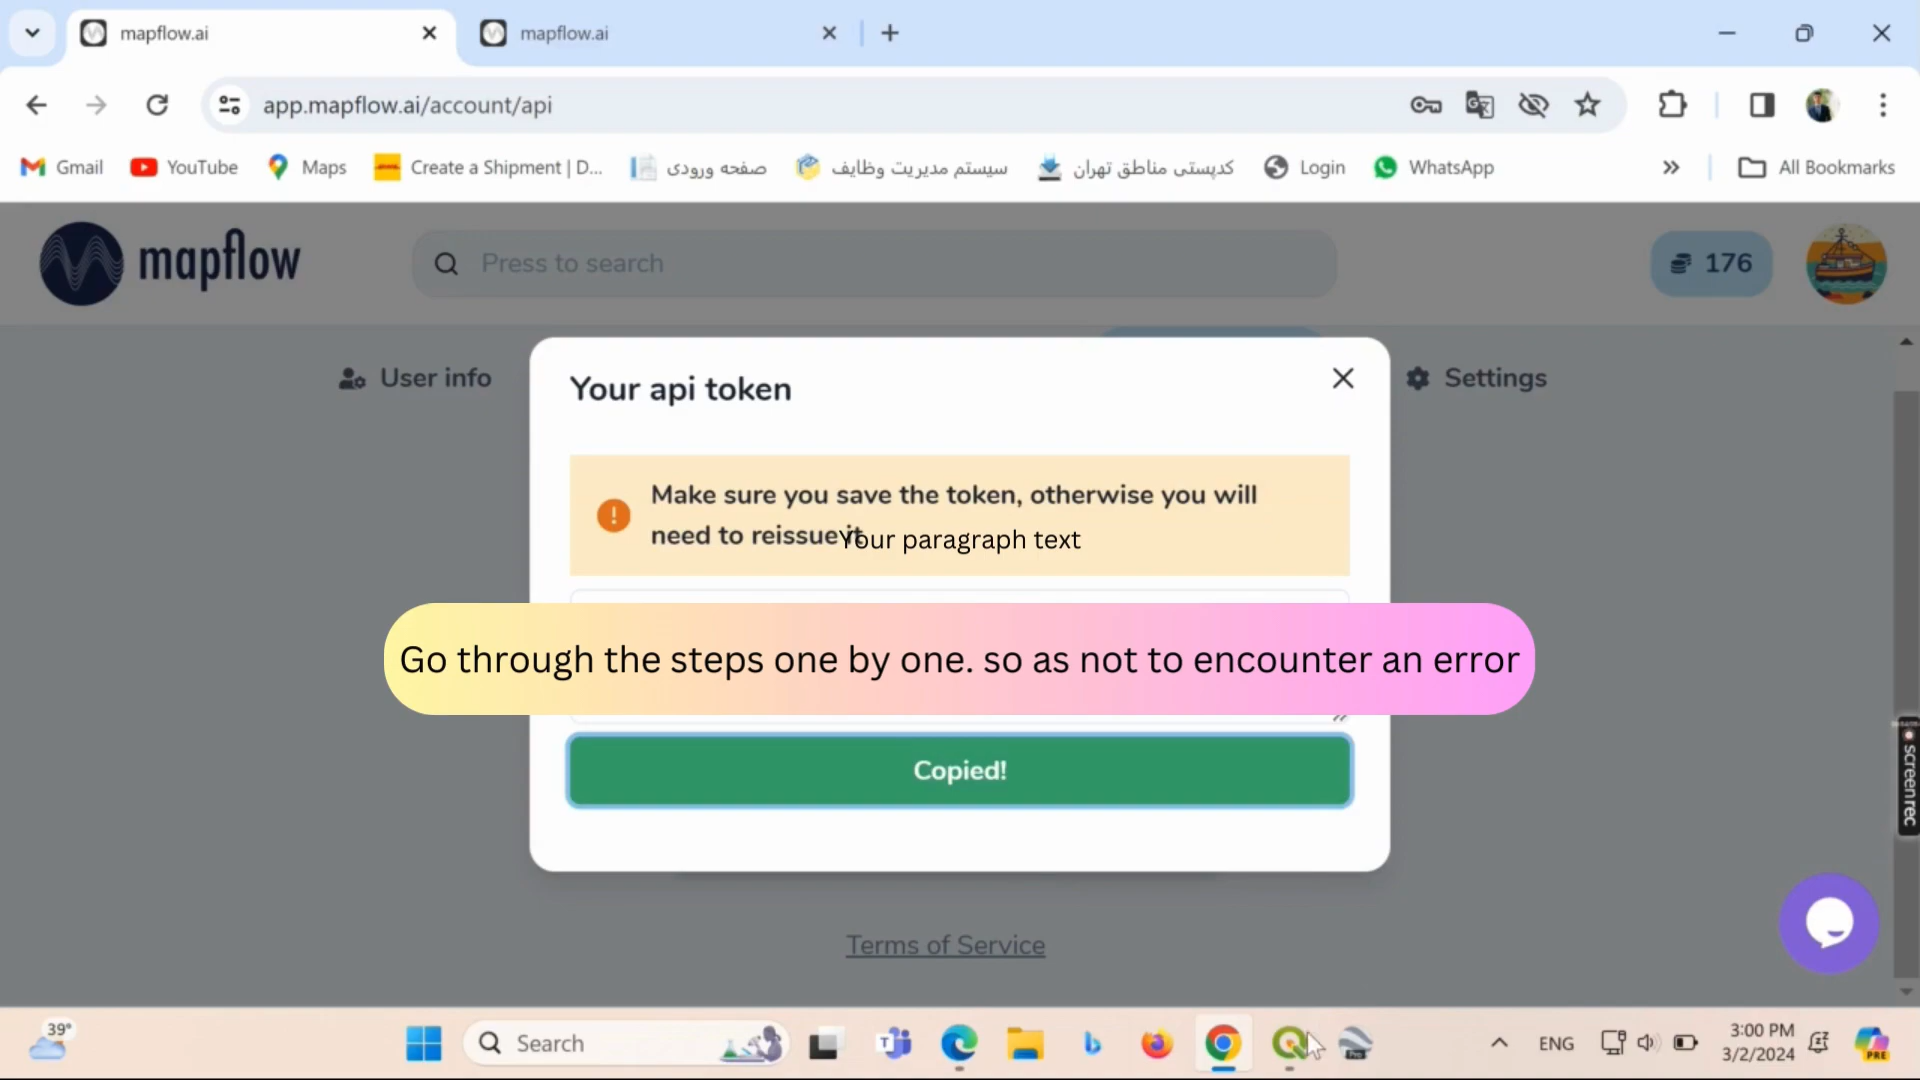 mapflow.ai
mapflow.ai
app.mapflow.ai/account/api
Gmail
YouTube
Maps
Create a Shipment | D...
صفحه ورودی
سیستم مدیریت وظایف
کدپستی مناطق تهران
Login
WhatsApp
All Bookmarks
mapflow
Press to search
176
User info
Settings
Your api token
Make sure you save the token, otherwise you will
need to reissue it
Your paragraph text
Go through the steps one by one. so as not to encounter an error
Copied!
screenrec
Terms of Service
39°
Search
ENG
3:00 PM
3/2/2024
PRE